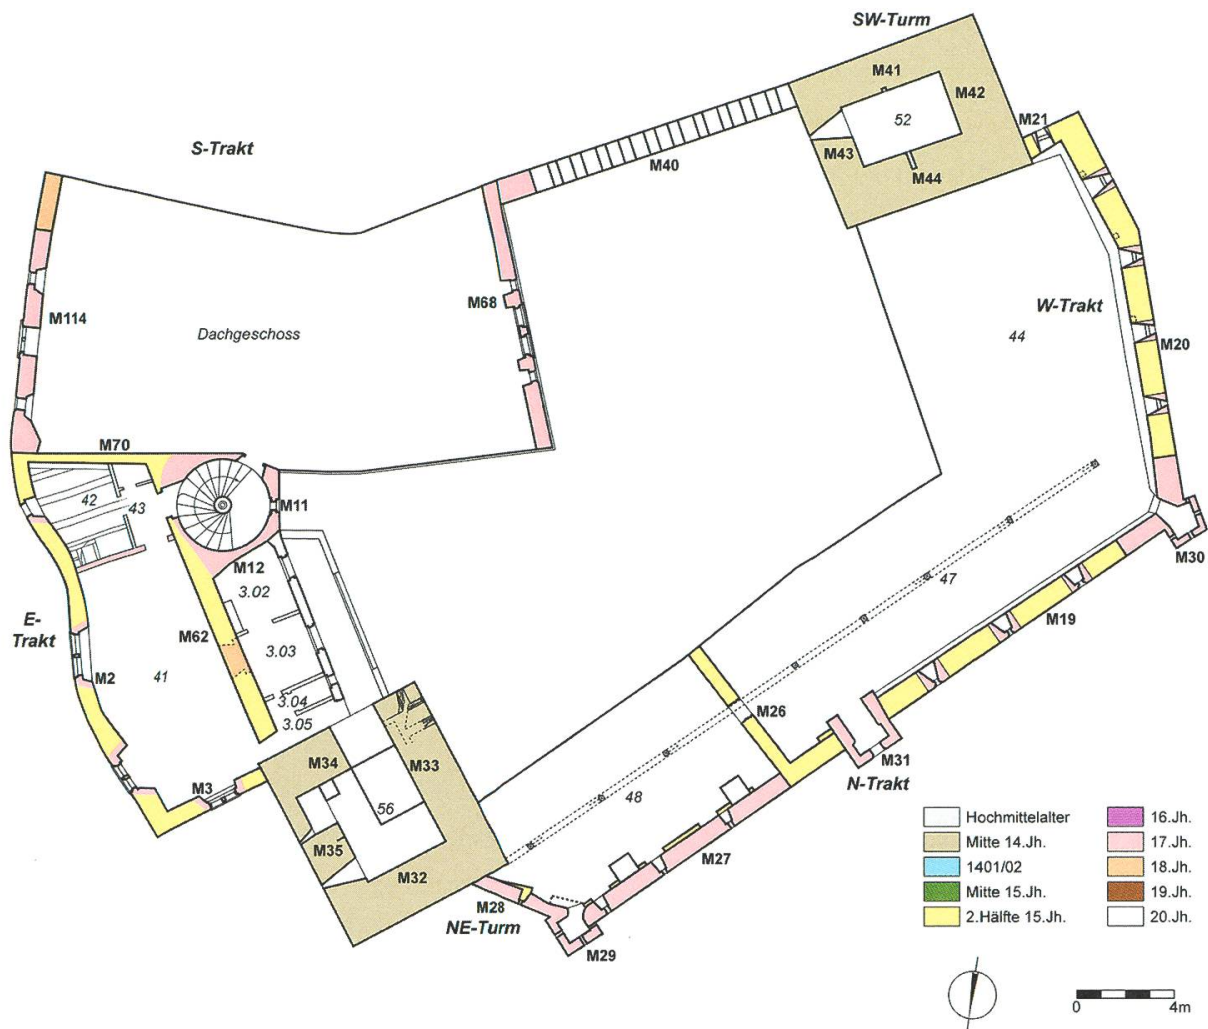 SW-Turm
M41
M42
52
M21
M43
M44
M40
S-Trakt
M68
M114
Dachgeschoss
W-Trakt
44
M20
M70
42
43
M11
M12
3.02
E-
Trakt
M62
3.03
M2
41
3.04
3.05
M30
47
M19
M26
M31
N-Trakt
M3
M34
M33
56
M35
M32
48
M27
M28
NE-Turm
M29
Hochmittelalter
Mitte 14.Jh.
1401/02
Mitte 15.Jh.
2.Hälfte 15.Jh.
16.Jh.
17.Jh.
18.Jh.
19.Jh.
20.Jh.
0 4m